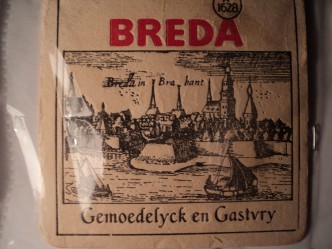 1628
BREDA
Breda in Brabant
Gemoedelyck en Gastvry